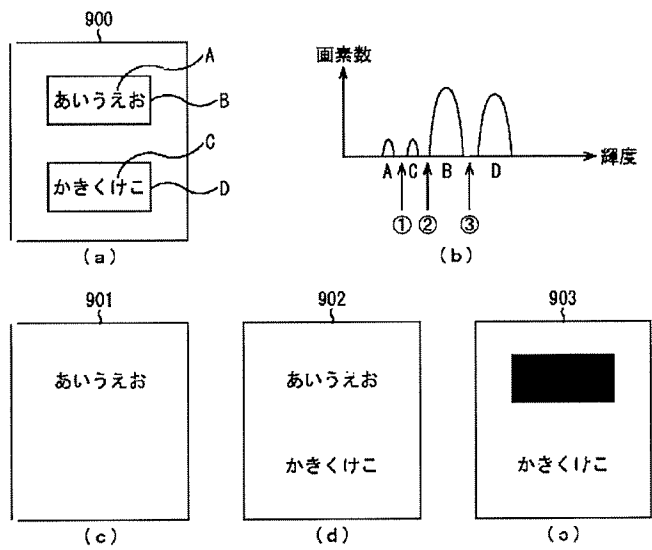 900
A
あいうえお
B
C
かきくけこ
D
(a)
画素数
輝度
A C B D
① ② ③
(b)
901
あいうえお
(c)
902
あいうえお
かきくけこ
(d)
903
かきくけこ
(e)